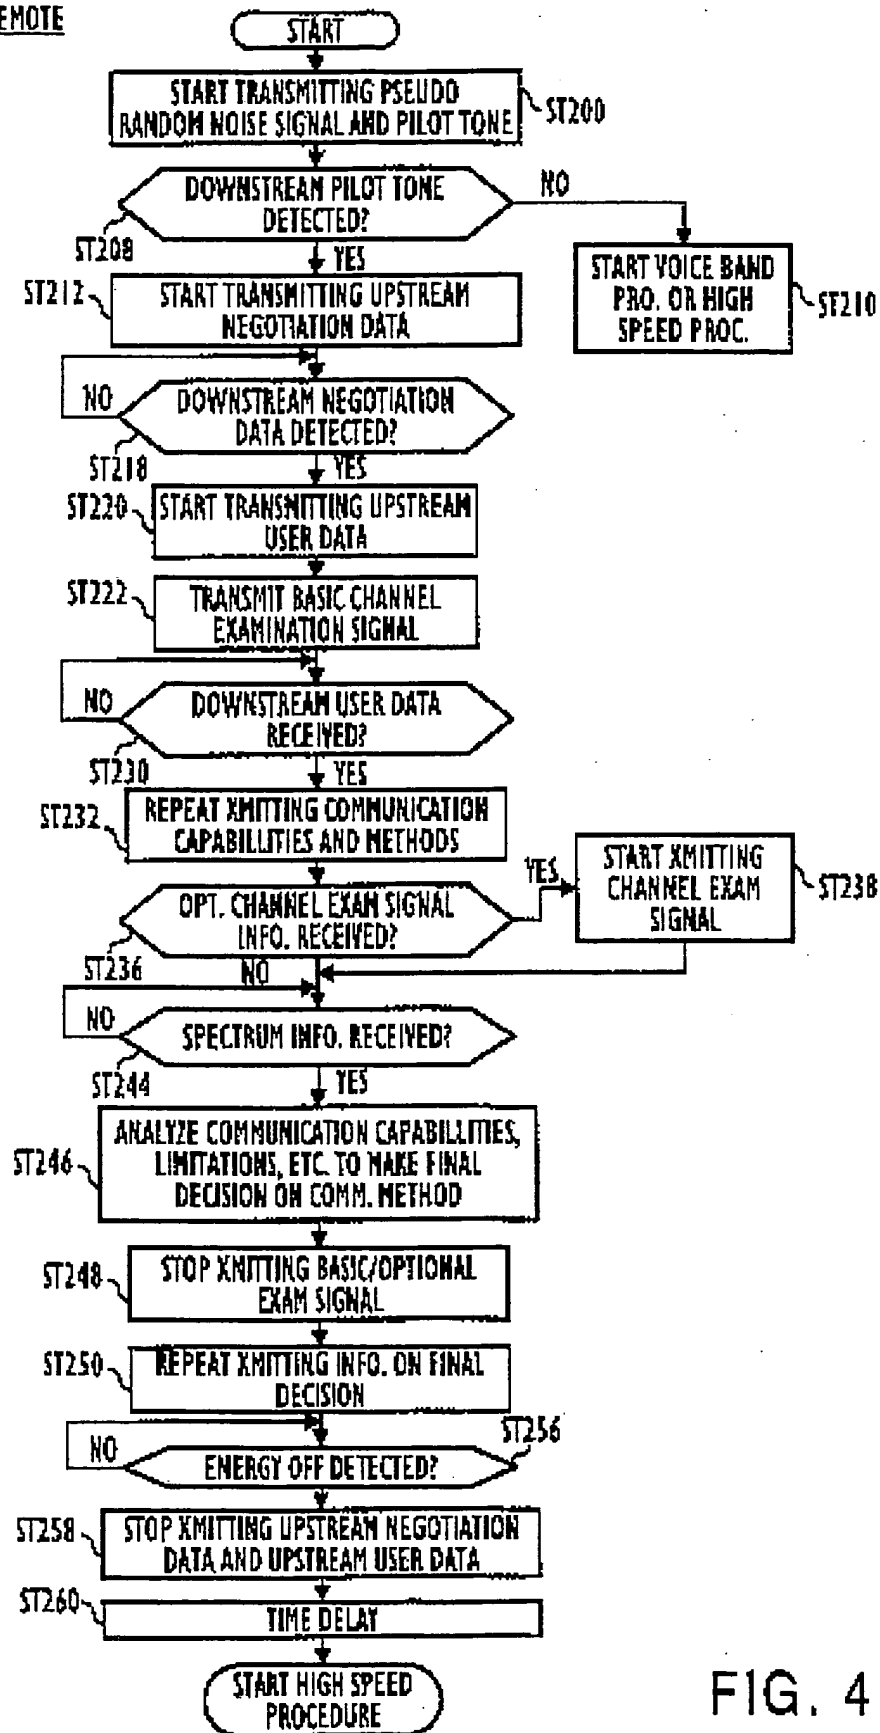 EMOTE
START
START TRANSMITTING PSEUDO
RANDOM NOISE SIGNAL AND PILOT TONE
ST200
DOWNSTREAM PILOT TONE
DETECTED?
NO
ST208
YES
ST212
START TRANSMITTING UPSTREAM
NEGOTIATION DATA
START VOICE BAND
PRO. OR HIGH
SPEED PROC.
ST210
NO
DOWNSTREAM NEGOTIATION
DATA DETECTED?
ST218
YES
ST220
START TRANSMITTING UPSTREAM
USER DATA
ST222
TRANSMIT BASIC CHANNEL
EXAMINATION SIGNAL
NO
DOWNSTREAM USER DATA
RECEIVED?
ST230
YES
ST232
REPEAT XMITTING COMMUNICATION
CAPABILLITIES AND METHODS
OPT. CHANNEL EXAM SIGNAL
INFO. RECEIVED?
YES
START XMITTING
CHANNEL EXAM
SIGNAL
ST238
ST236
NO
NO
SPECTRUM INFO. RECEIVED?
ST244
YES
ST246
ANALYZE COMMUNICATION CAPABILLITIES,
LIMITATIONS, ETC. TO MAKE FINAL
DECISION ON COMM. METHOD
ST248
STOP XMITTING BASIC/OPTIONAL
EXAM SIGNAL
ST250
REPEAT XMITTING INFO. ON FINAL
DECISION
ST256
NO
ENERGY OFF DETECTED?
ST258
STOP XMITTING UPSTREAM NEGOTIATION
DATA AND UPSTREAM USER DATA
ST260
TIME DELAY
START HIGH SPEED
PROCEDURE
FIG. 4